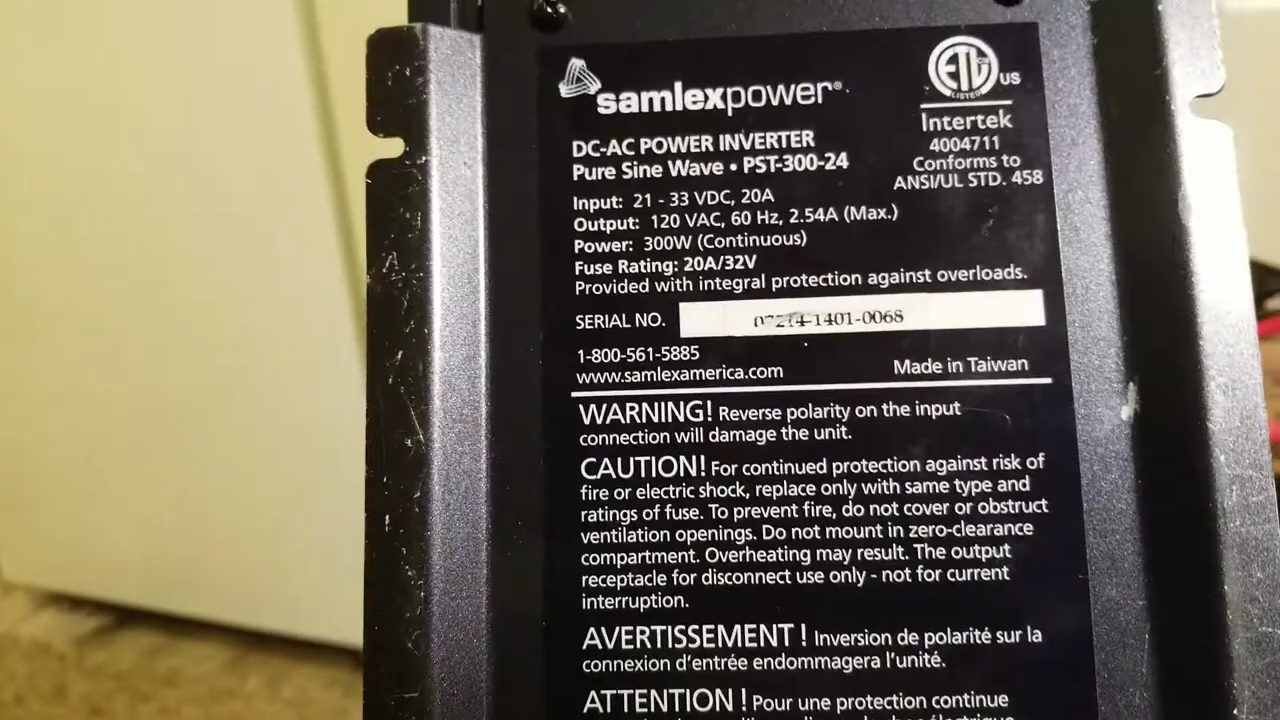 samlexpower®
DC-AC POWER INVERTER
Pure Sine Wave • PST-300-24
ETL CM US
LISTED
Intertek
4004711
Conforms to
ANSI/UL STD. 458
Input: 21 - 33 VDC, 20A
Output: 120 VAC, 60 Hz, 2.54A (Max.)
Power: 300W (Continuous)
Fuse Rating: 20A/32V
Provided with integral protection against overloads.
SERIAL NO. -1401-0068
1-800-561-5885
www.samlexamerica.com
Made in Taiwan
WARNING! Reverse polarity on the input
connection will damage the unit.
CAUTION! For continued protection against risk of
fire or electric shock, replace only with same type and
ratings of fuse. To prevent fire, do not cover or obstruct
ventilation openings. Do not mount in zero-clearance
compartment. Overheating may result. The output
receptacle for disconnect use only - not for current
interruption.
AVERTISSEMENT ! Inversion de polarité sur la
connexion d'entrée endommagera l'unité.
ATTENTION ! Pour une protection continue